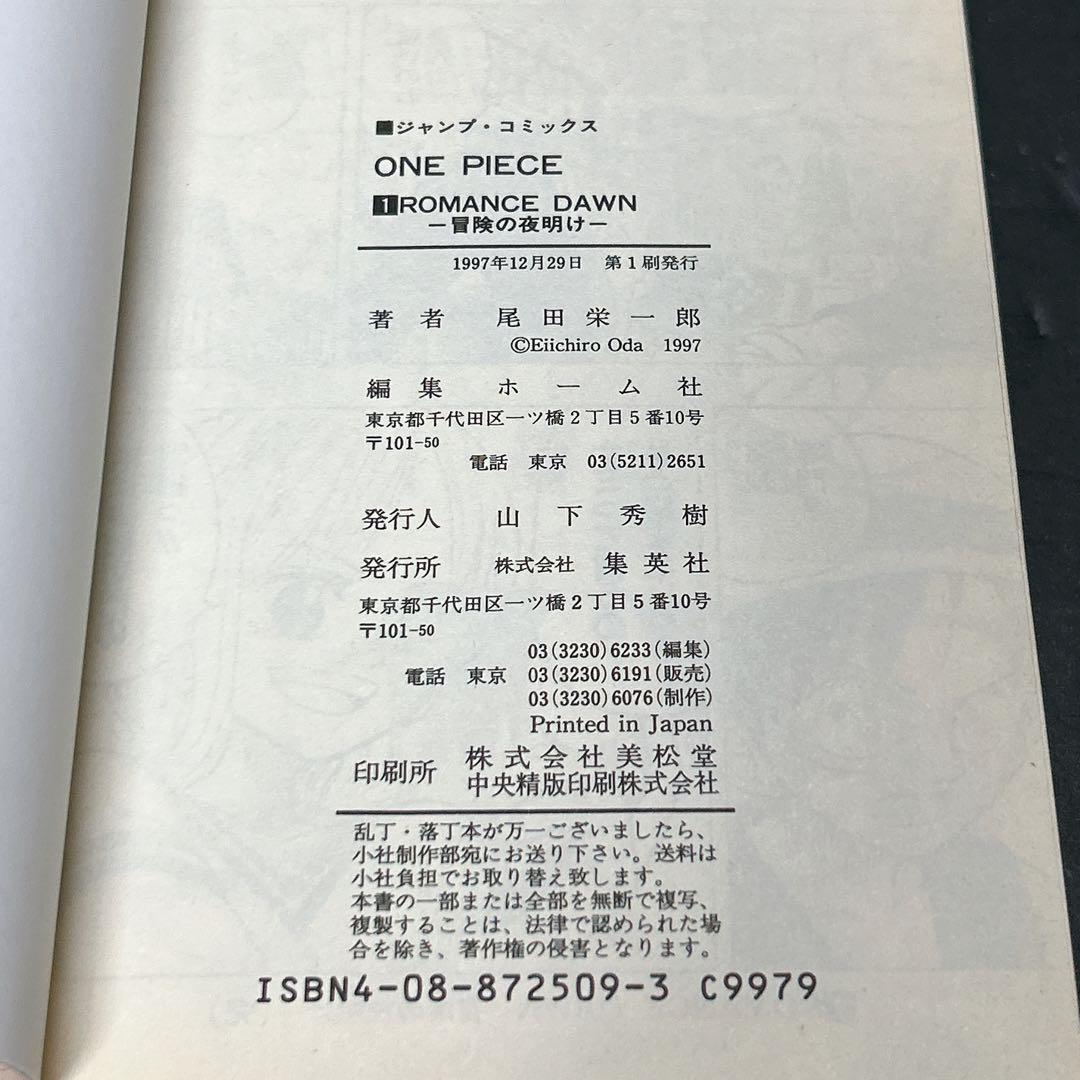 ■ジャンプ・コミックス
ONE PIECE
1 ROMANCE DAWN
―冒険の夜明け―
1997年12月29日 第1刷発行
著者 尾田栄一郎
©Eiichiro Oda 1997
編集 ホーム社
東京都千代田区一ツ橋2丁目5番10号
〒101-50
電話 東京 03(5211)2651
発行人 山下秀樹
発行所 株式会社 集英社
東京都千代田区一ツ橋2丁目5番10号
〒101-50
03(3230)6233(編集)
電話 東京 03(3230)6191(販売)
03(3230)6076(制作)
Printed in Japan
印刷所 株式会社美松堂
中央精版印刷株式会社
乱丁・落丁本が万一ございましたら、
小社制作部宛にお送り下さい。送料は
小社負担でお取り替え致します。
本書の一部または全部を無断で複写、
複製することは、法律で認められた場
合を除き、著作権の侵害となります。
ISBN4-08-872509-3 C9979